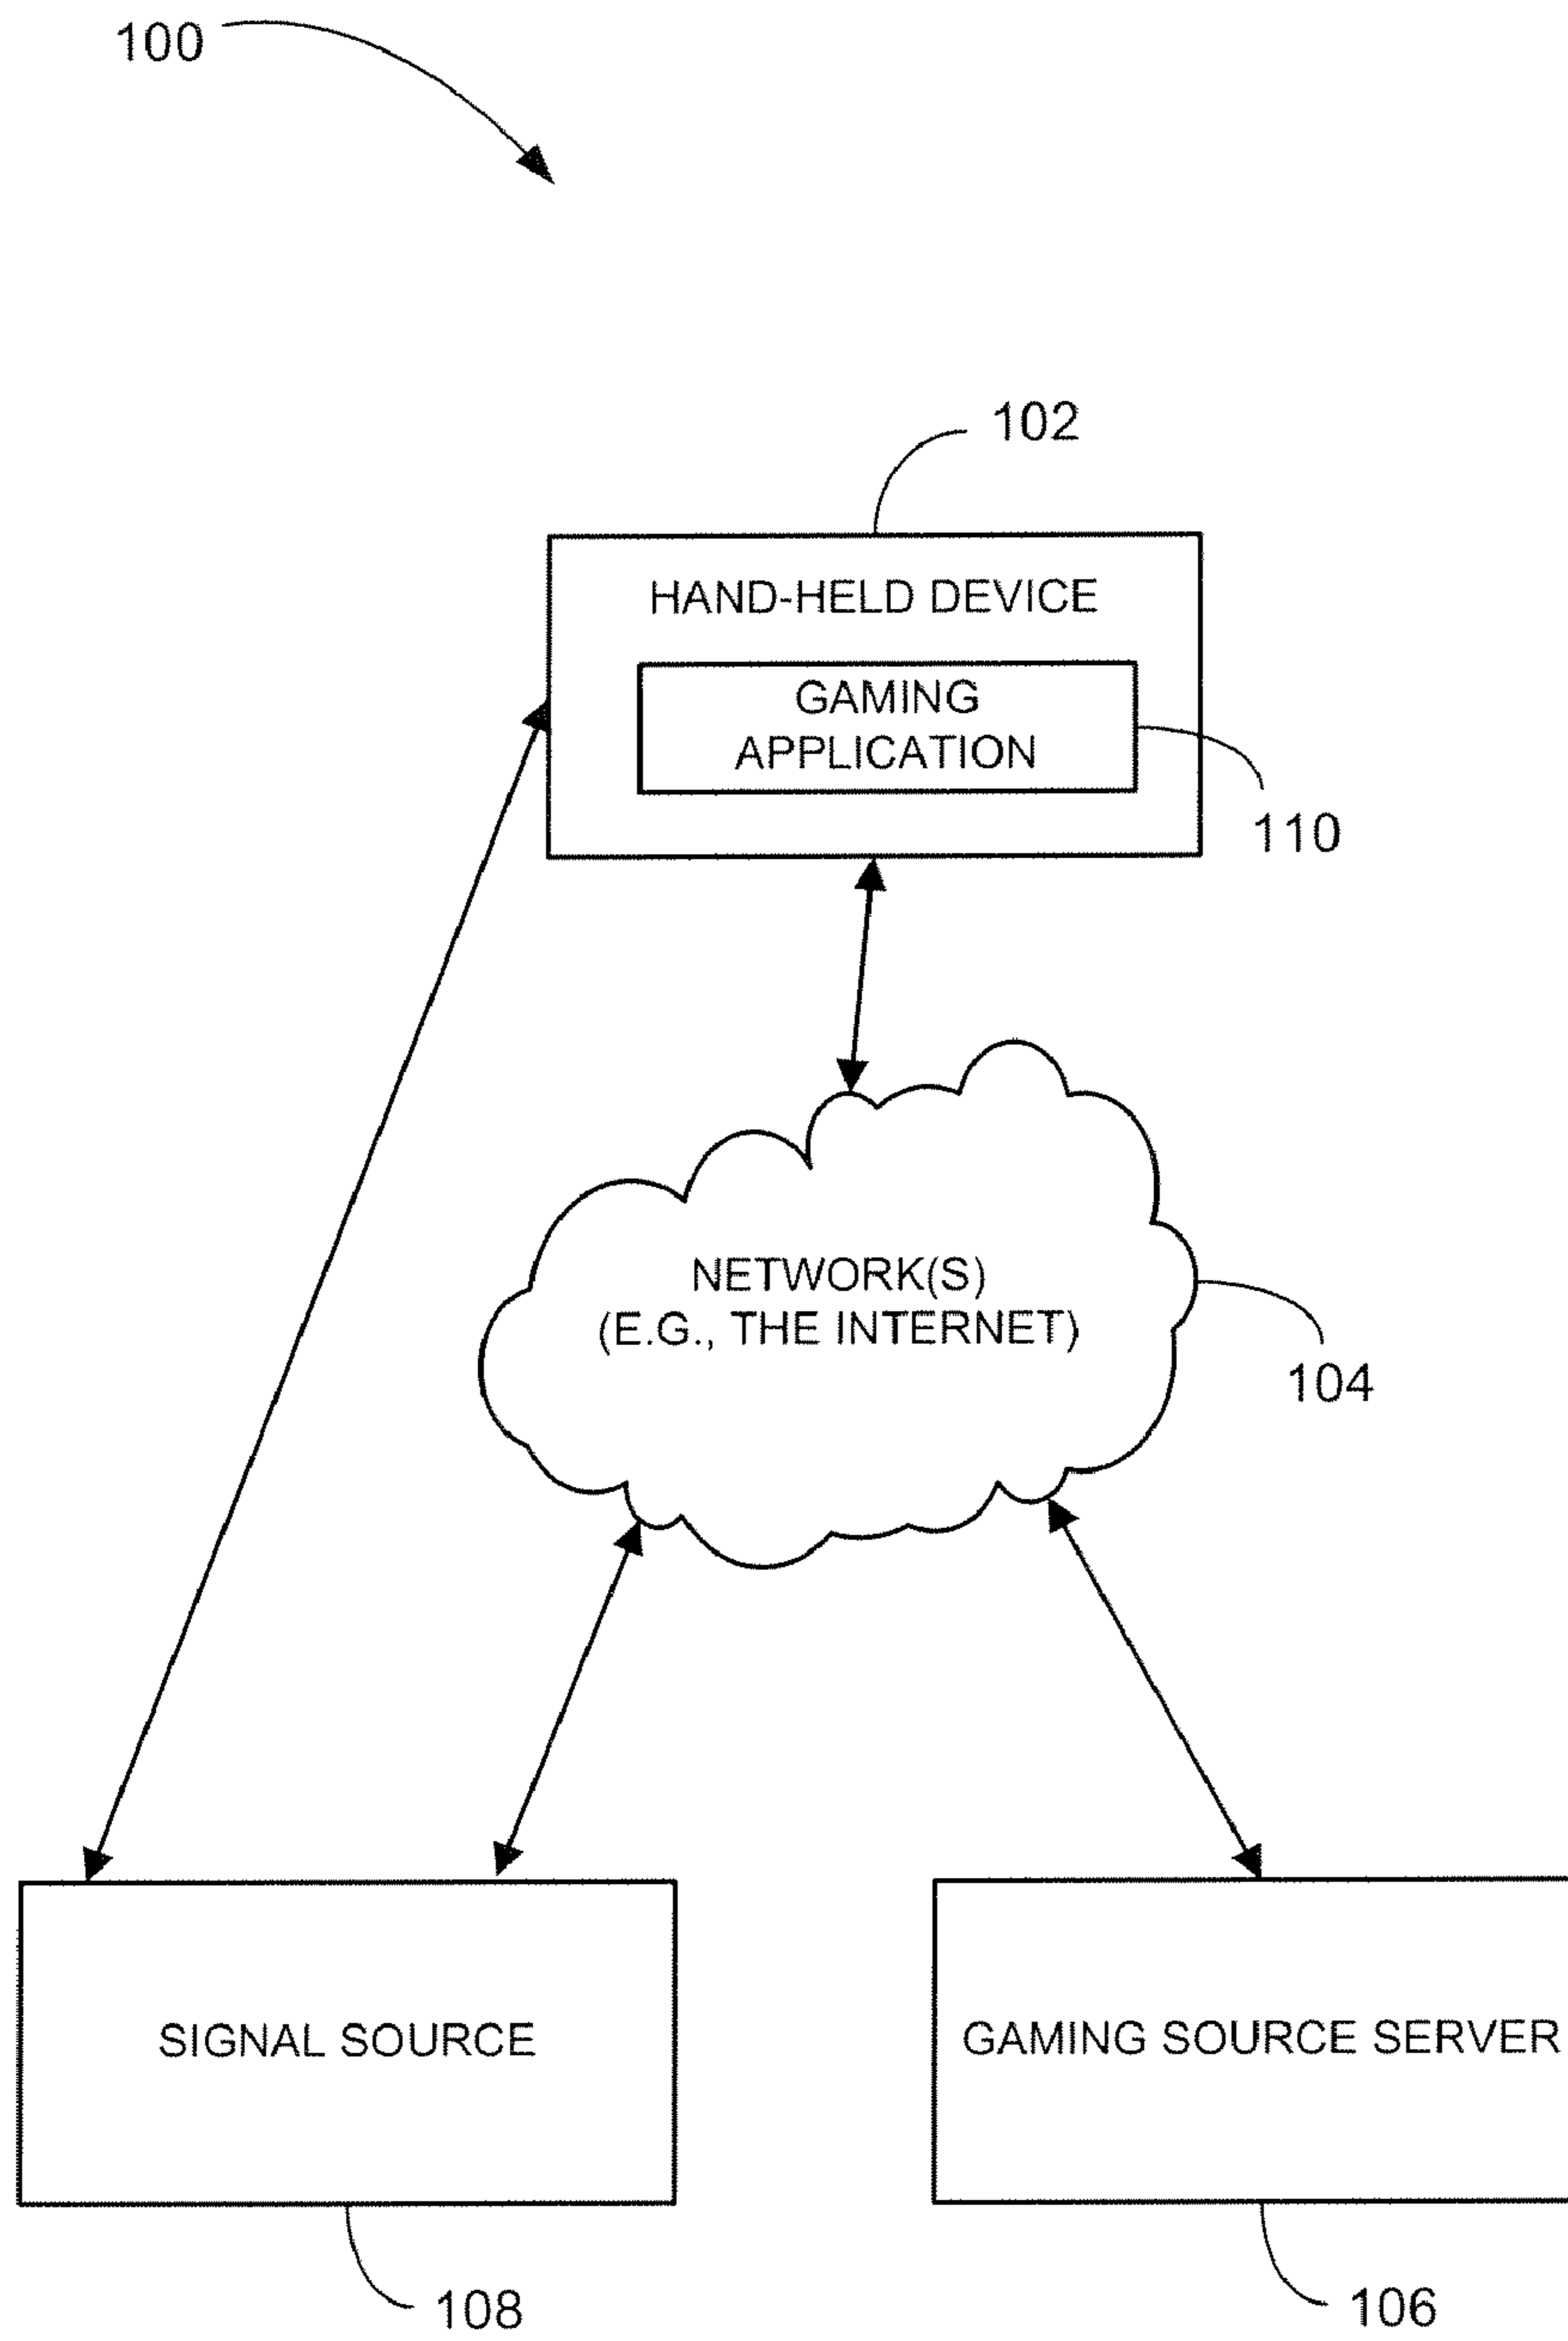 100
102
HAND-HELD DEVICE
GAMING
APPLICATION
110
NETWORK(S)
(E.G., THE INTERNET)
104
SIGNAL SOURCE
GAMING SOURCE SERVER
108
106